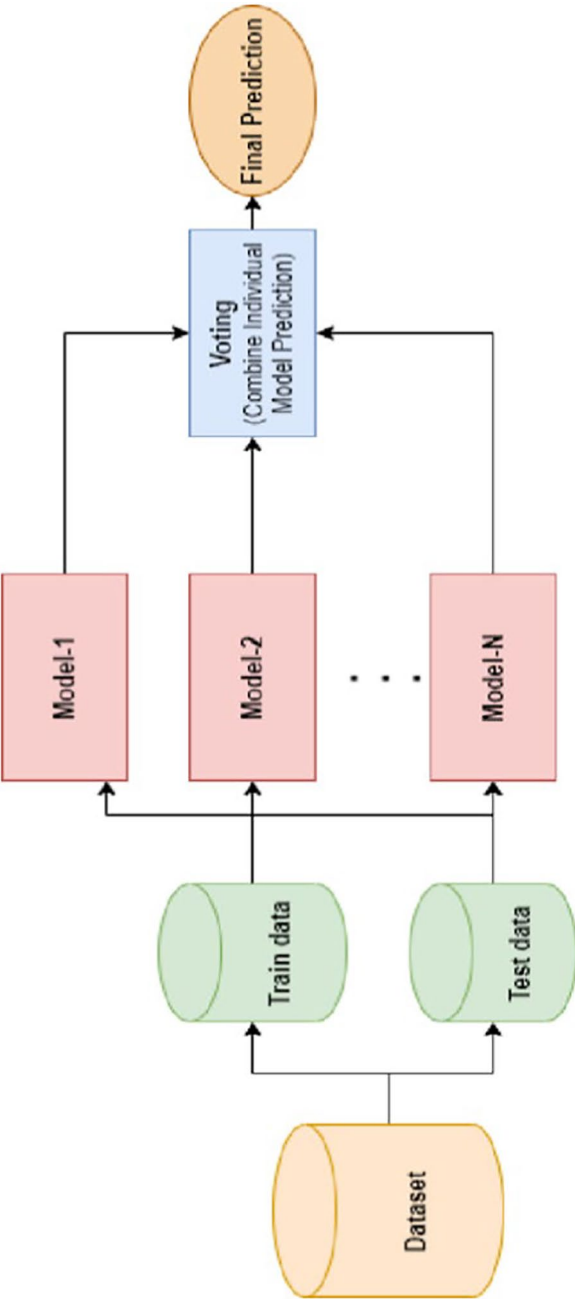 Dataset
Train data
Test data
Model-1
Model-2
. . .
Model-N
Voting
(Combine Individual
Model Prediction)
Final Prediction